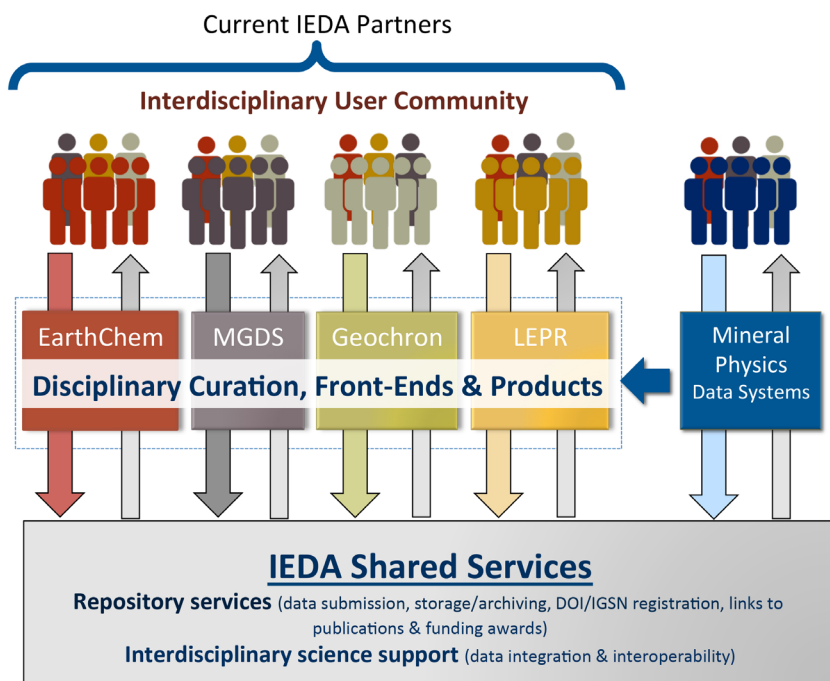 Current IEDA Partners
Interdisciplinary User Community
EarthChem
MGDS
Geochron
LEPR
Disciplinary Curation, Front-Ends & Products
Mineral
Physics
Data Systems
IEDA Shared Services
Repository services (data submission, storage/archiving, DOI/IGSN registration, links to
publications & funding awards)
Interdisciplinary science support (data integration & interoperability)